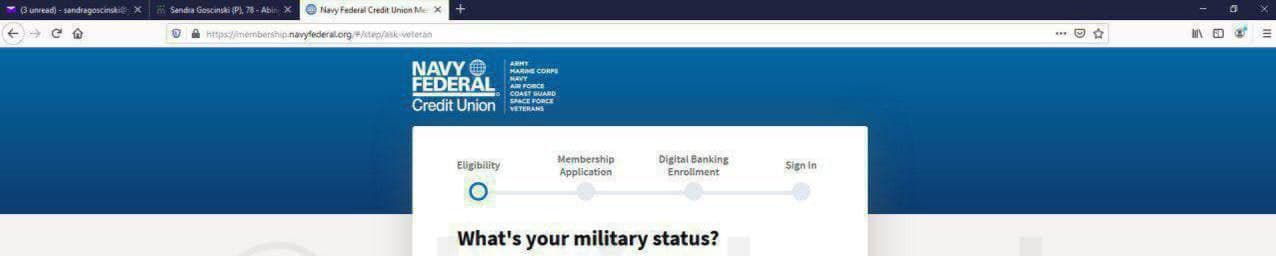 (3 unread) - sandragoscinski@
Sandra Goscinski (P), 78 - Abin
Navy Federal Credit Union Me
https://membership.navyfederal.org/#/step/ask-veteran
NAVY
FEDERAL
Credit Union
ARMY
MARINE CORPS
NAVY
AIR FORCE
COAST GUARD
SPACE FORCE
VETERANS
Eligibility
Membership
Application
Digital Banking
Enrollment
Sign In
What's your military status?